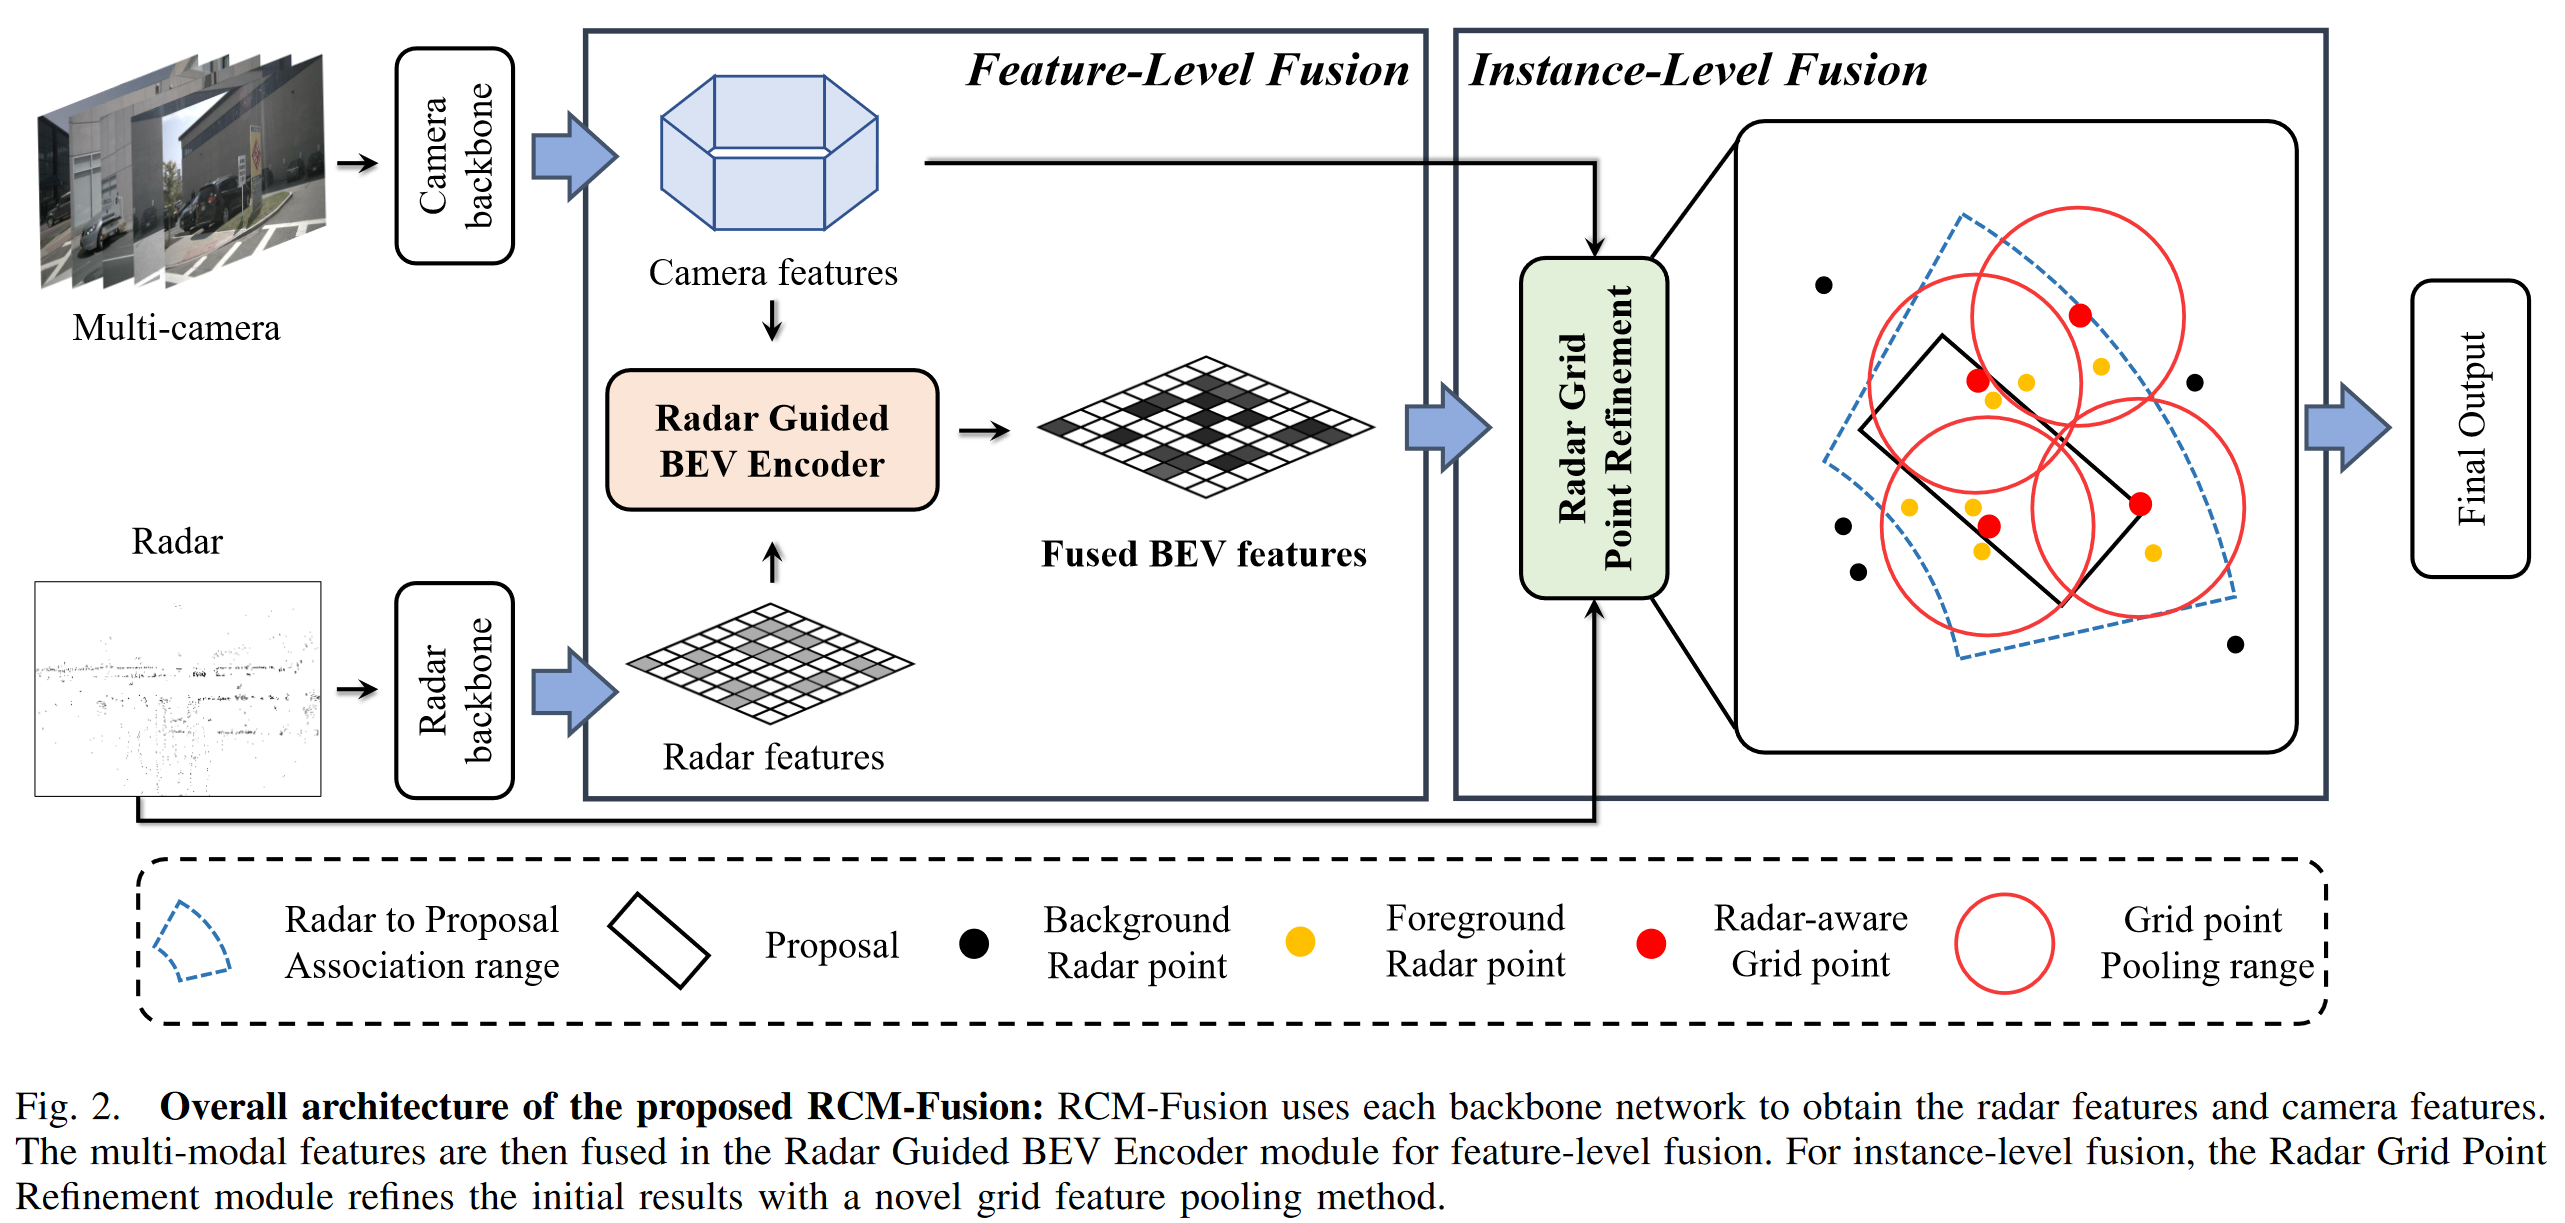 Feature-Level Fusion
Instance-Level Fusion
Multi-camera
Camera
backbone
Camera features
Radar Guided
BEV Encoder
Fused BEV features
Radar
Radar
backbone
Radar features
Radar Grid
Point Refinement
Final Output
Radar to Proposal
Association range
Proposal
Background
Radar point
Foreground
Radar point
Radar-aware
Grid point
Grid point
Pooling range
Fig. 2. Overall architecture of the proposed RCM-Fusion: RCM-Fusion uses each backbone network to obtain the radar features and camera features.
The multi-modal features are then fused in the Radar Guided BEV Encoder module for feature-level fusion. For instance-level fusion, the Radar Grid Point
Refinement module refines the initial results with a novel grid feature pooling method.